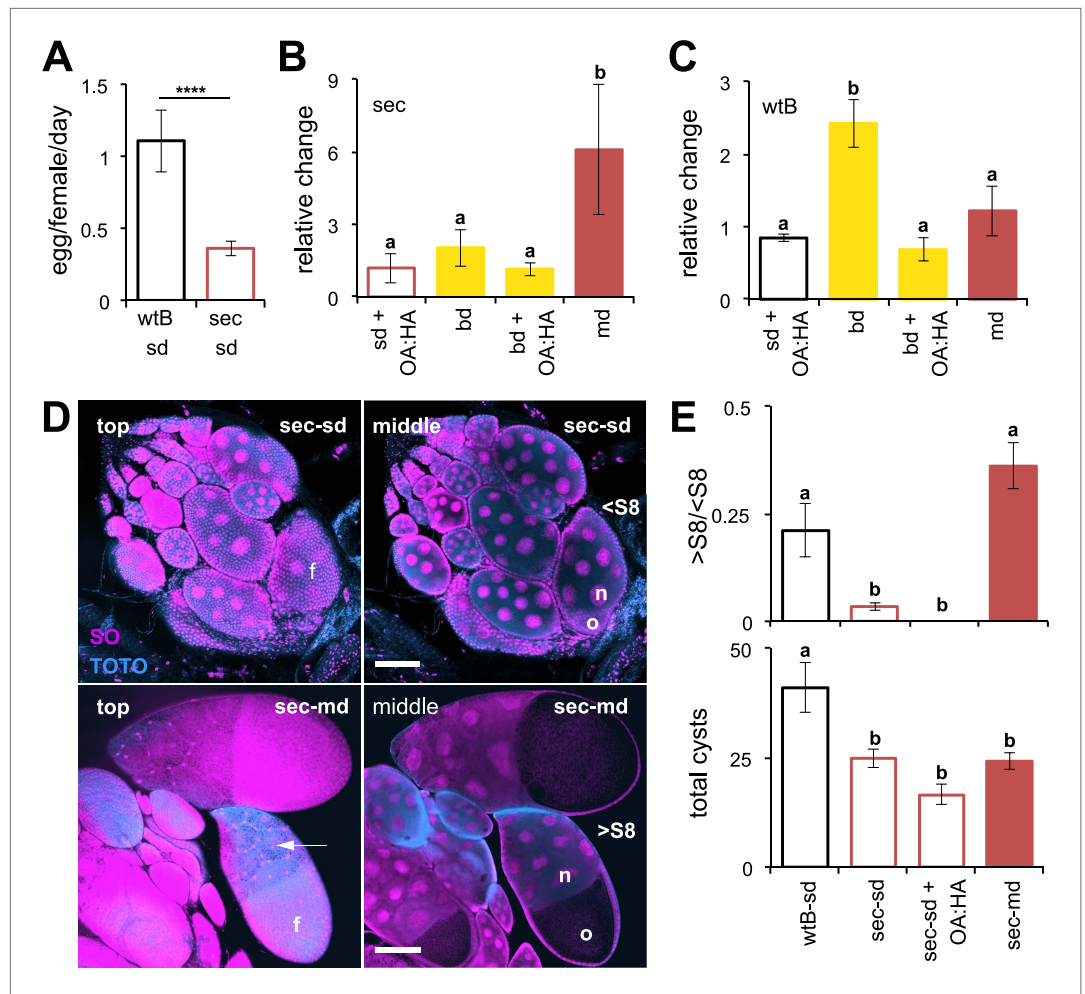 A
egg/female/day
1.5
1
0.5
0
****
wtB
sd
sec
sd
B
relative change
9
6
3
0
sec
a
a
a
b
sd +
OA:HA
bd
bd +
OA:HA
md
C
relative change
3
2
1
0
wtB
a
b
a
a
sd +
OA:HA
bd
bd +
OA:HA
md
D
top
sec-sd
f
SO
TOTO
middle
sec-sd
<S8
n
o
top
sec-md
f
middle
sec-md
>S8
n
o
E
>S8/<S8
0.5
0.25
0
a
b
b
a
total cysts
50
25
0
a
b
b
b
wtB-sd
sec-sd
sec-sd +
OA:HA
sec-md